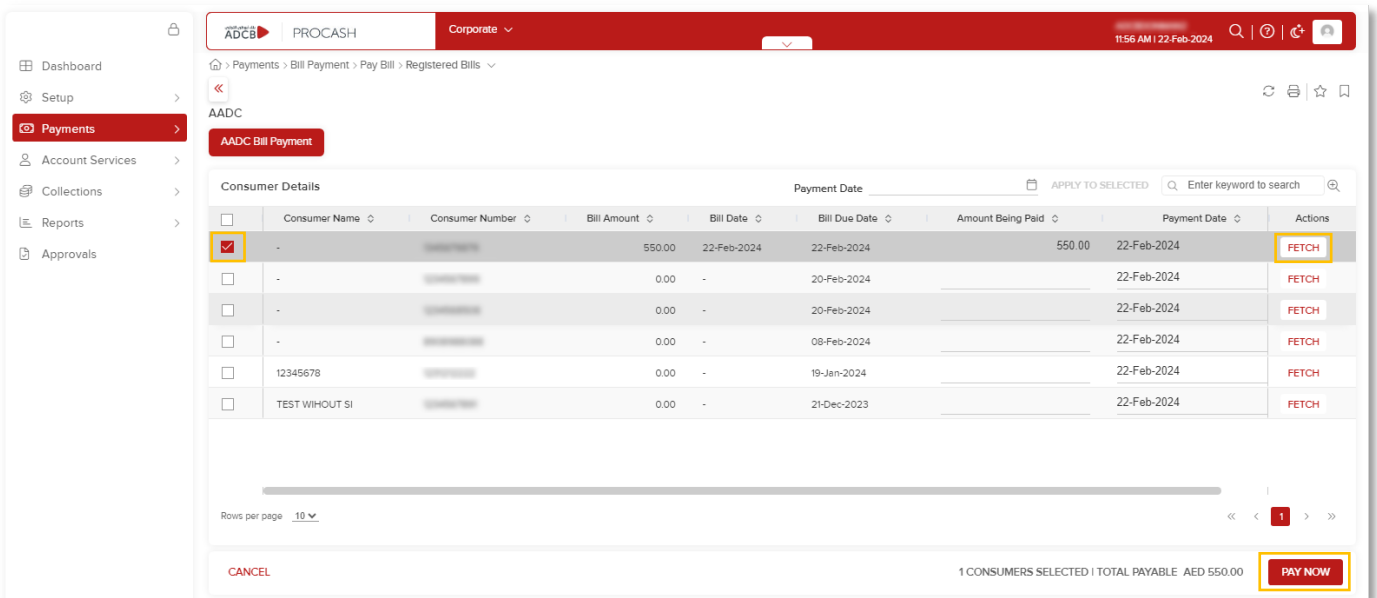 ADCB PROCASH Corporate 11:56 AM | 22-Feb-2024
Dashboard
Setup
Payments
Account Services
Collections
Reports
Approvals
> Payments > Bill Payment > Pay Bill > Registered Bills
AADC
AADC Bill Payment
Consumer Details Payment Date APPLY TO SELECTED Enter keyword to search
Consumer Name Consumer Number Bill Amount Bill Date Bill Due Date Amount Being Paid Payment Date Actions
- 550.00 22-Feb-2024 22-Feb-2024 550.00 22-Feb-2024 FETCH
- 0.00 - 20-Feb-2024 22-Feb-2024 FETCH
- 0.00 - 20-Feb-2024 22-Feb-2024 FETCH
- 0.00 - 08-Feb-2024 22-Feb-2024 FETCH
12345678 0.00 - 19-Jan-2024 22-Feb-2024 FETCH
TEST WIHOUT SI 0.00 - 21-Dec-2023 22-Feb-2024 FETCH
Rows per page 10 1
CANCEL 1 CONSUMERS SELECTED | TOTAL PAYABLE AED 550.00 PAY NOW